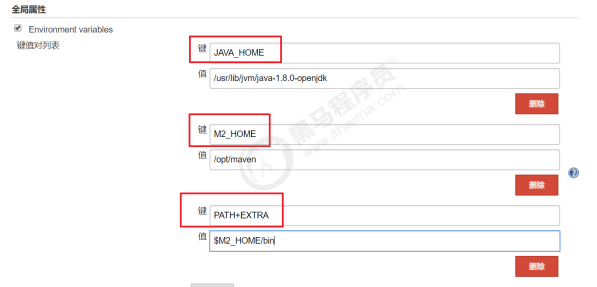 全局属性
Environment variables
键值对列表
键 JAVA_HOME
值 /usr/lib/jvm/java-1.8.0-openjdk
删除
键 M2_HOME
值 /opt/maven
删除
键 PATH+EXTRA
值 $M2_HOME/bin
删除
黑马程序员
www.itheima.com